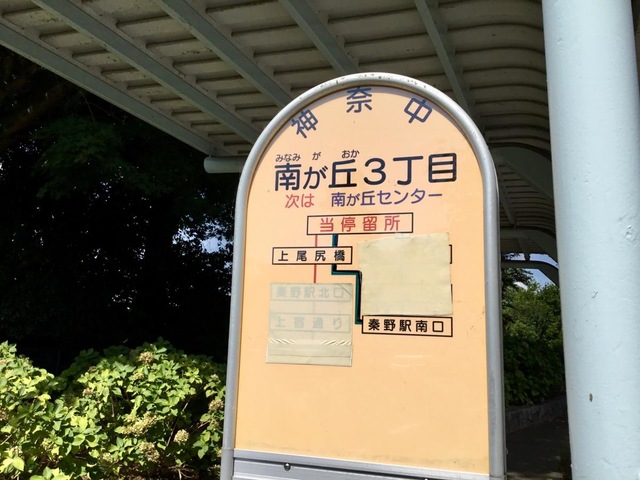 神奈中
みなみ が おか
南が丘3丁目
次は 南が丘センター
当停留所
上尾尻橋
秦野駅北口
上宿通り
秦野駅南口